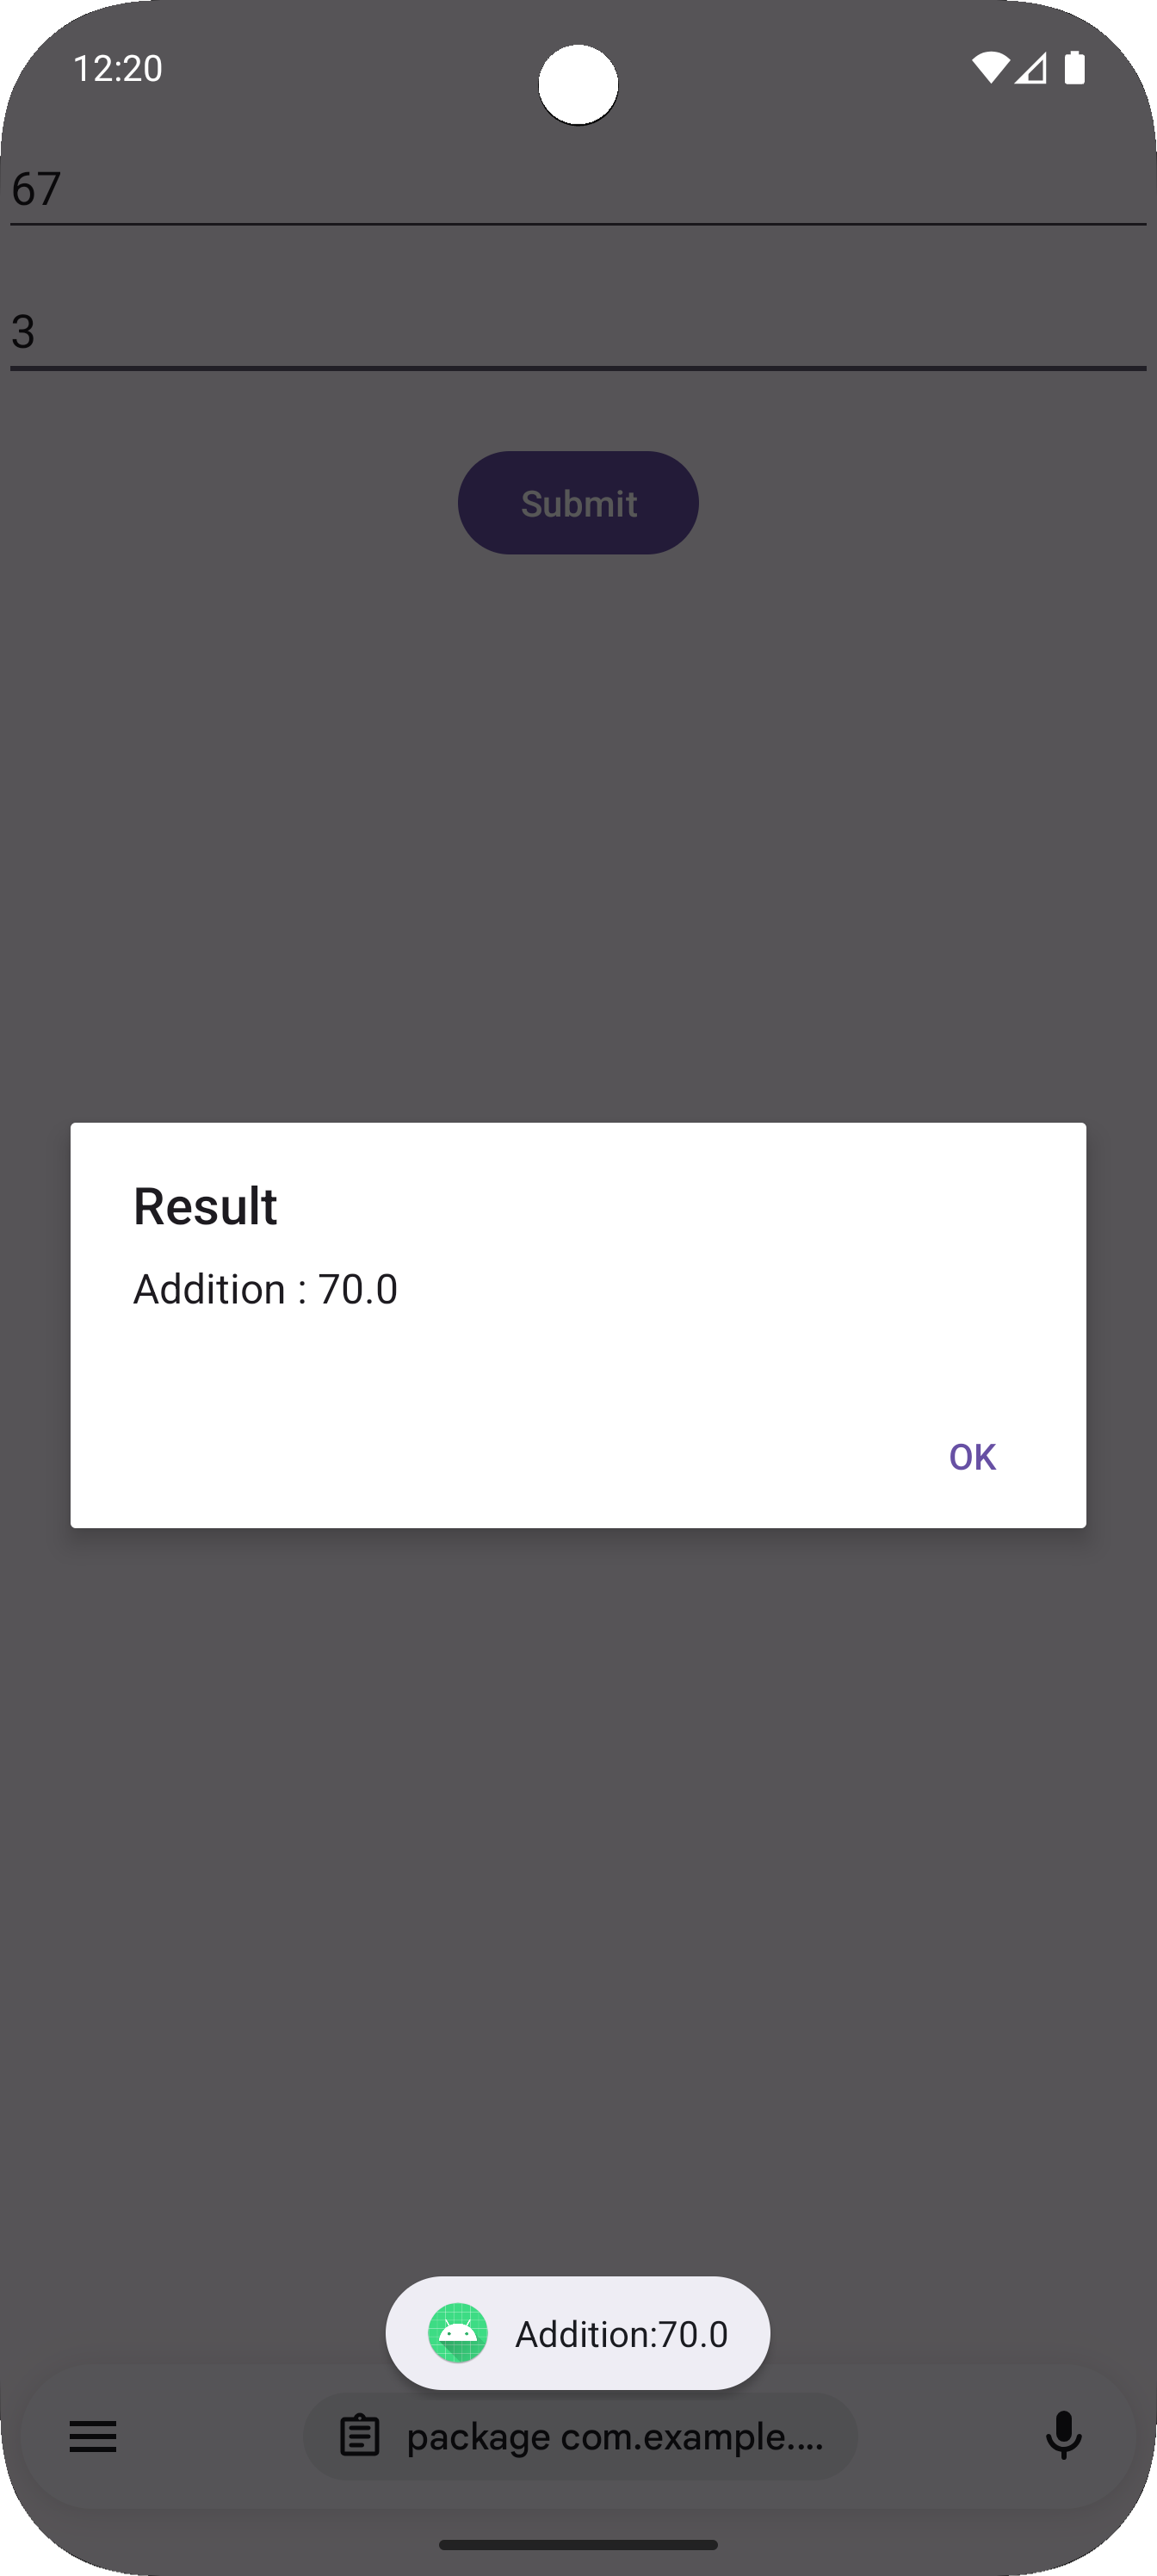 12:20
67
3
Submit
Result
Addition : 70.0
OK
Addition:70.0
package com.example....